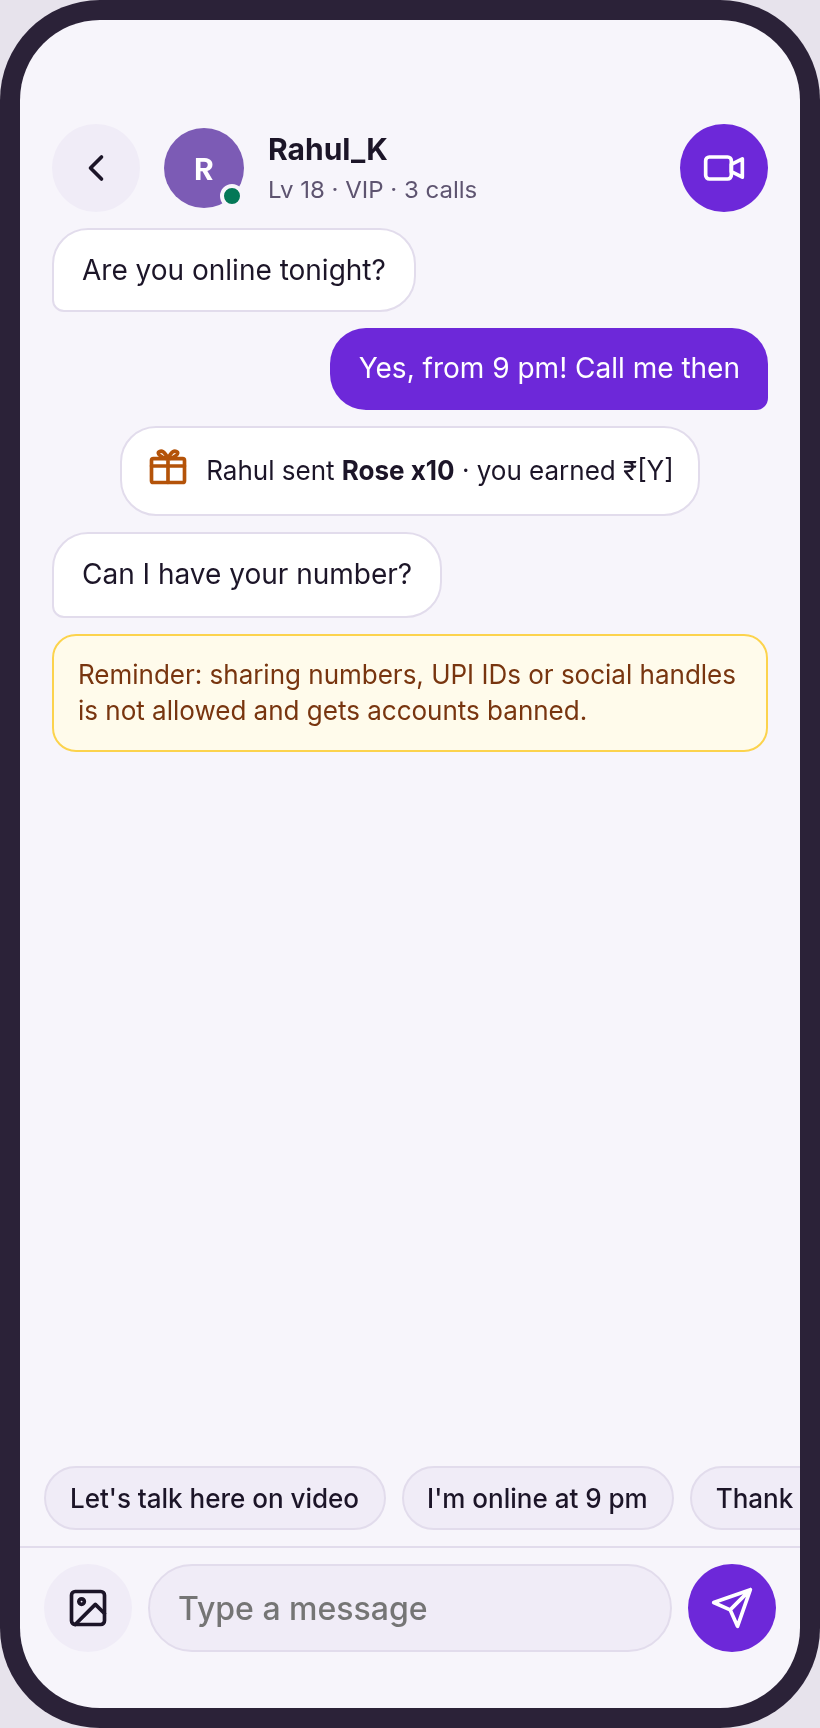 R
Rahul_K
Lv 18 · VIP · 3 calls
Are you online tonight?
Yes, from 9 pm! Call me then
Rahul sent Rose x10 · you earned ₹[Y]
Can I have your number?
Reminder: sharing numbers, UPI IDs or social handles
is not allowed and gets accounts banned.
Let's talk here on video
I'm online at 9 pm
Thank
Type a message